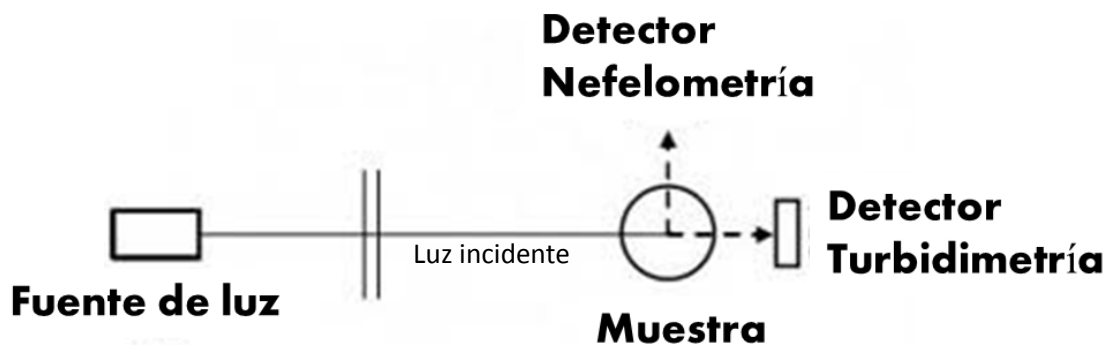 Detector
Nefelometría
Detector
Turbidimetría
Luz incidente
Fuente de luz
Muestra